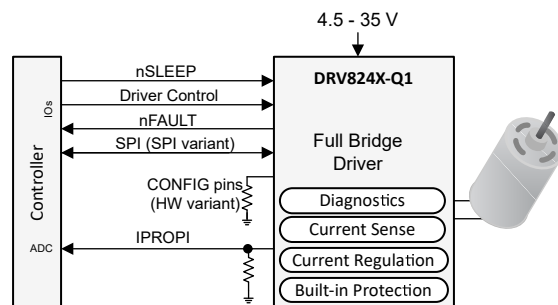 4.5 - 35 V
nSLEEP
DRV824X-Q1
IOs
Driver Control
nFAULT
SPI (SPI variant)
Full Bridge
Driver
Controller
CONFIG pins
(HW variant)
Diagnostics
Current Sense
ADC
IPROPI
Current Regulation
Built-in Protection